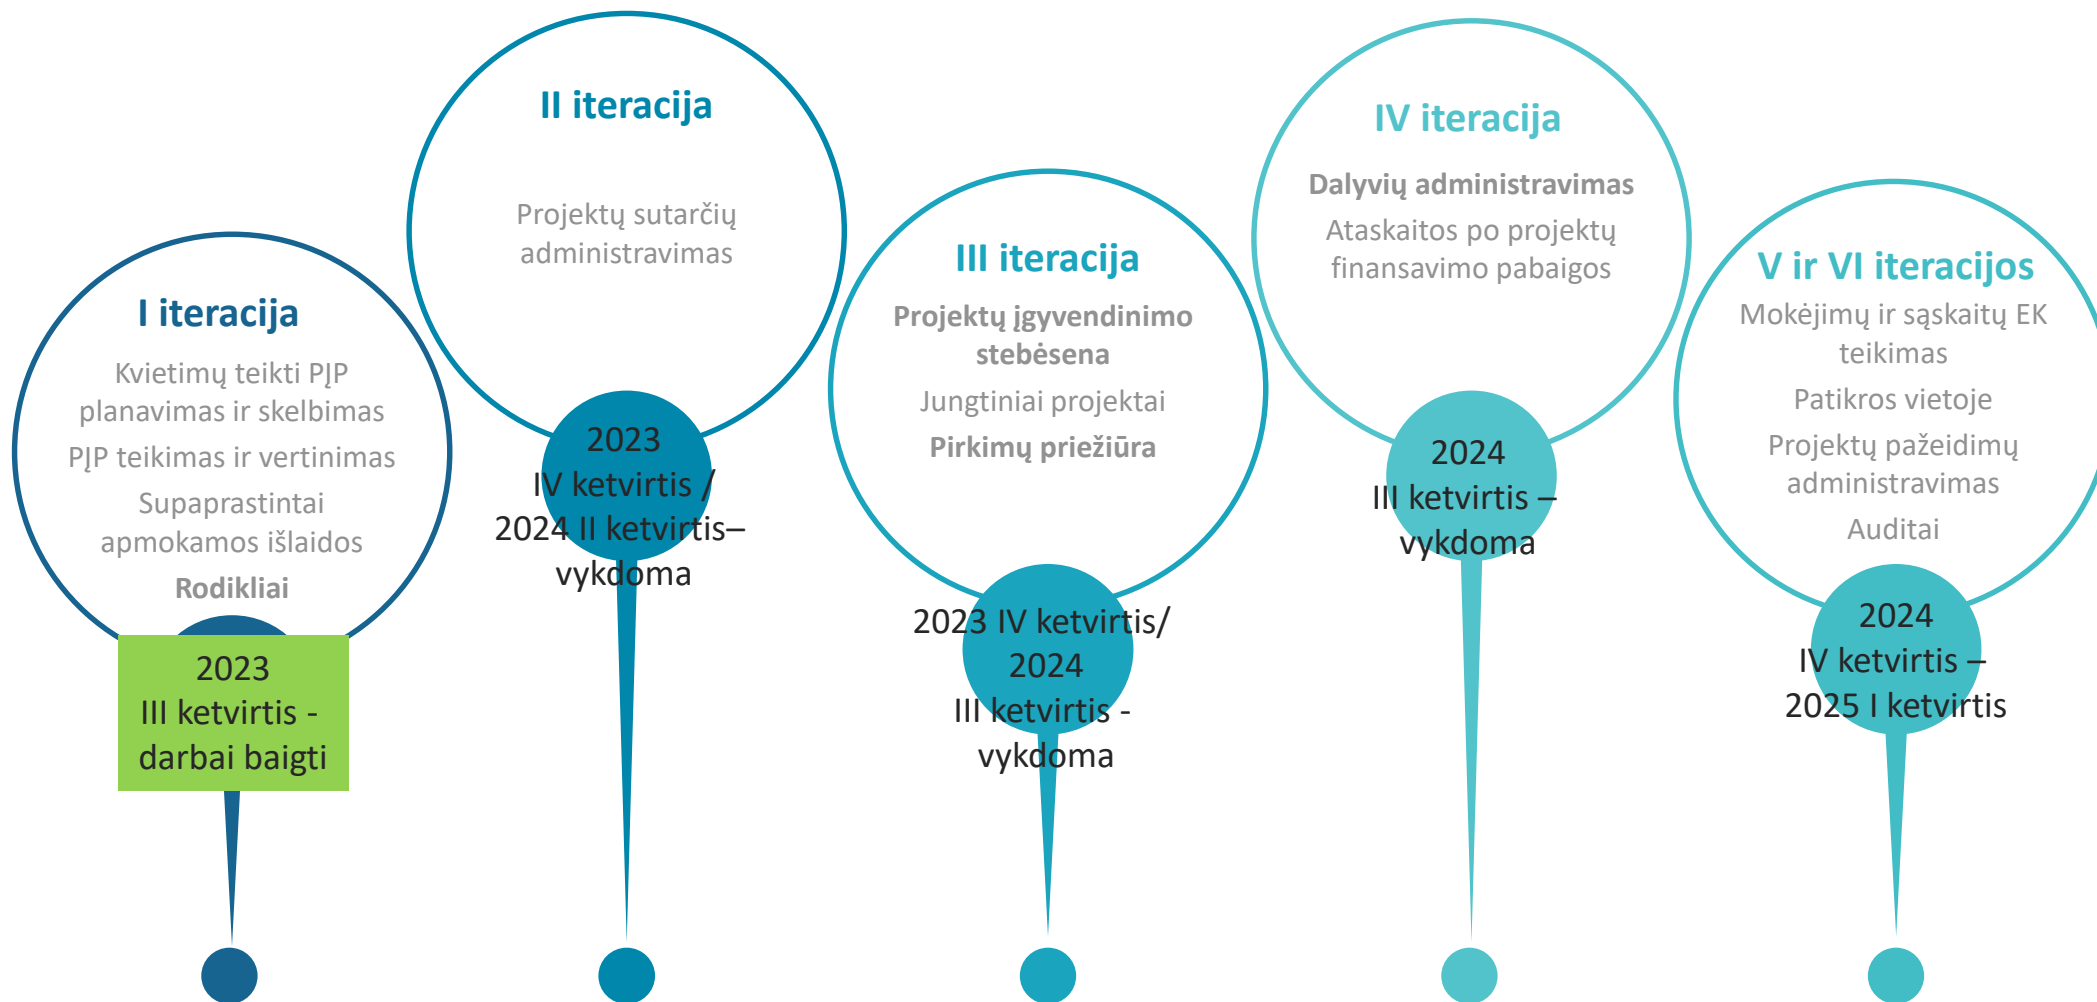 I iteracija
Kvietimų teikti PĮP
planavimas ir skelbimas
PĮP teikimas ir vertinimas
Supaprastintai
apmokamos išlaidos
Rodikliai
2023
III ketvirtis -
darbai baigti
II iteracija
Projektų sutarčių
administravimas
2023
IV ketvirtis /
2024 II ketvirtis–
vykdoma
III iteracija
Projektų įgyvendinimo
stebėsena
Jungtiniai projektai
Pirkimų priežiūra
2023 IV ketvirtis/
2024
III ketvirtis -
vykdoma
IV iteracija
Dalyvių administravimas
Ataskaitos po projektų
finansavimo pabaigos
2024
III ketvirtis –
vykdoma
V ir VI iteracijos
Mokėjimų ir sąskaitų EK
teikimas
Patikros vietoje
Projektų pažeidimų
administravimas
Auditai
2024
IV ketvirtis –
2025 I ketvirtis